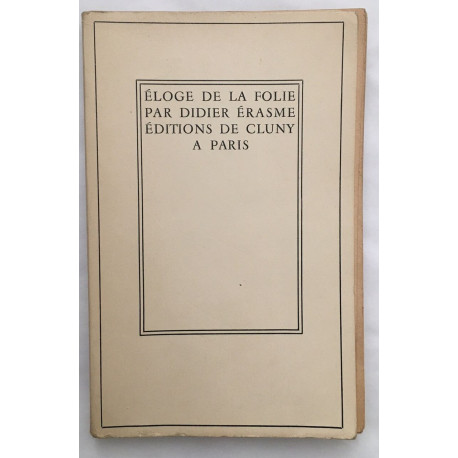 ÉLOGE DE LA FOLIE
PAR DIDIER ÉRASME
ÉDITIONS DE CLUNY
A PARIS